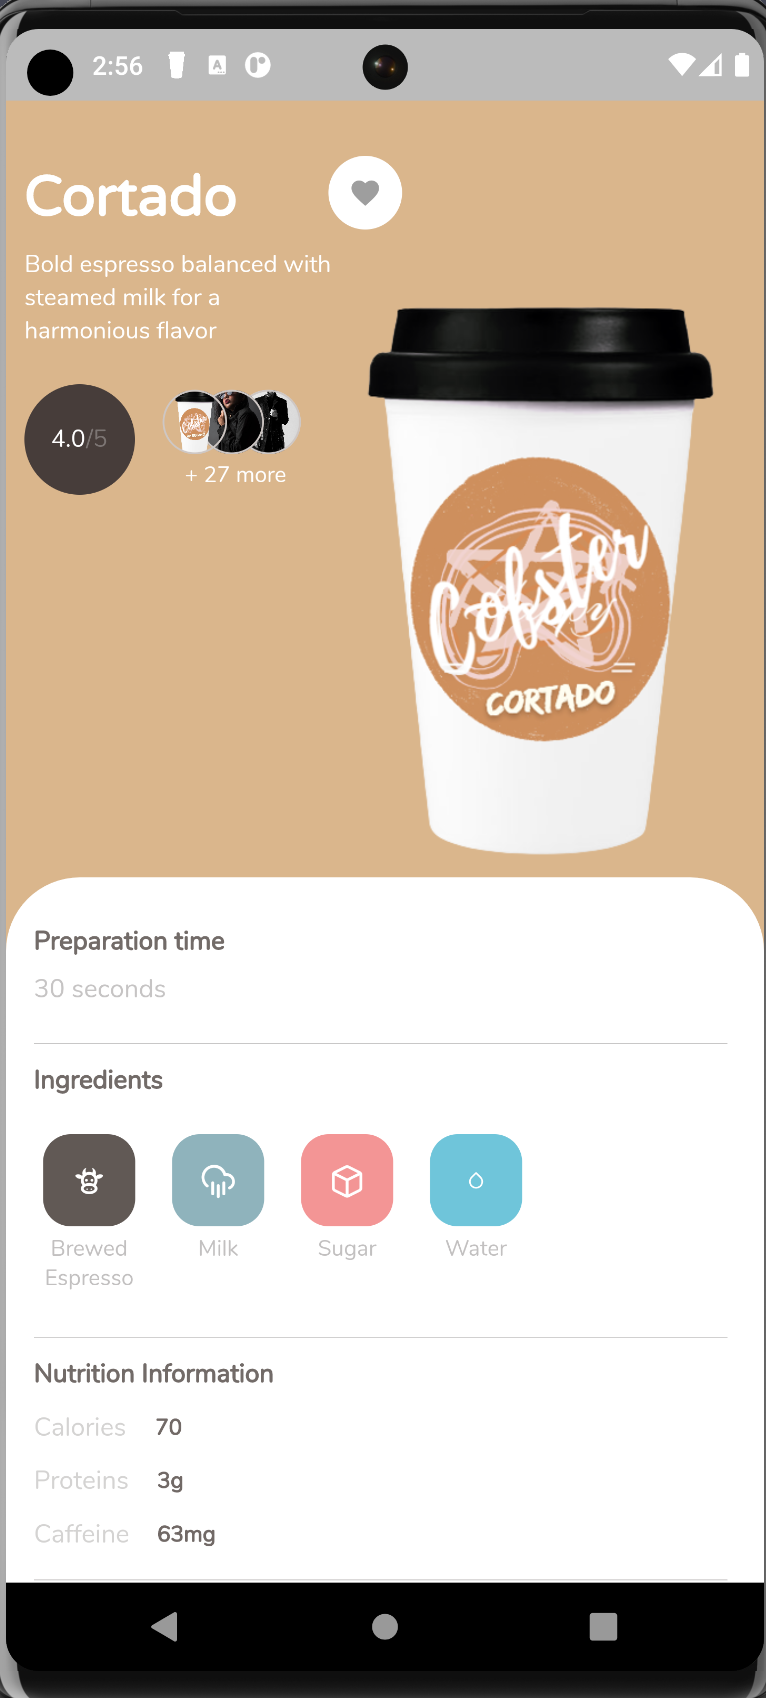 2:56
Cortado
Bold espresso balanced with
steamed milk for a
harmonious flavor
4.0/5
+ 27 more
Cobster
CORTADO
Preparation time
30 seconds
Ingredients
Brewed
Espresso
Milk
Sugar
Water
Nutrition Information
Calories 70
Proteins 3g
Caffeine 63mg